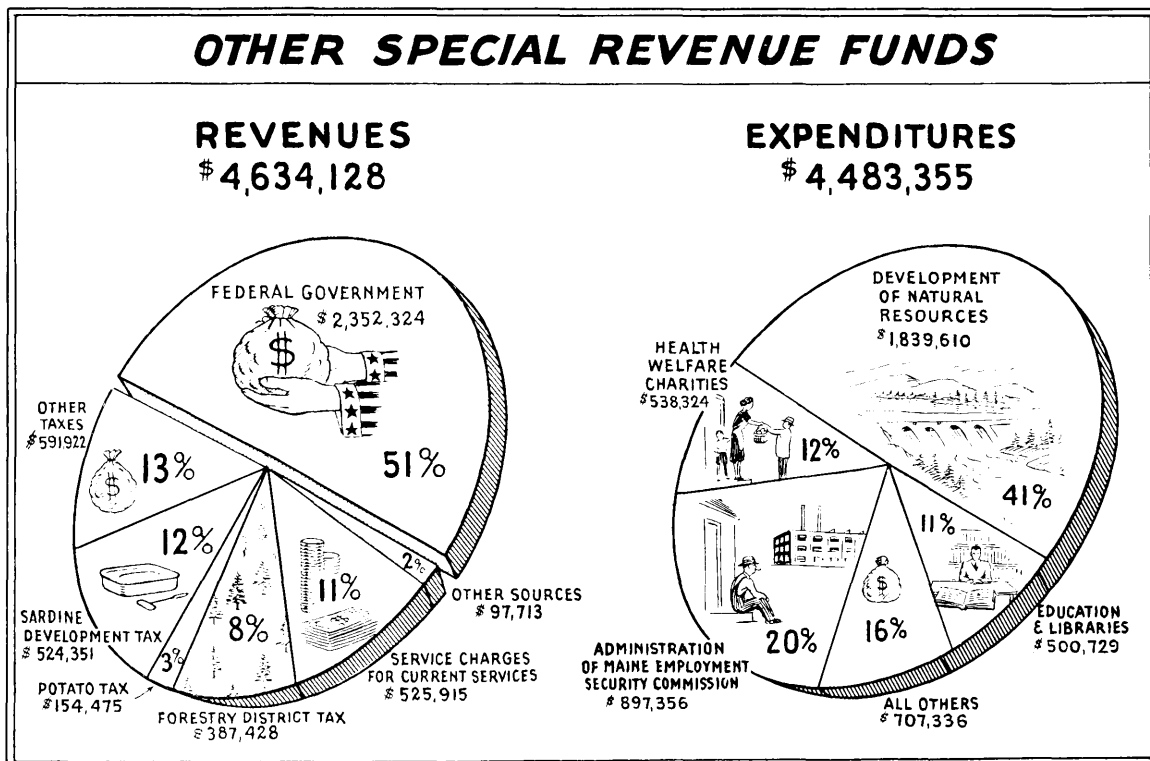 OTHER SPECIAL REVENUE FUNDS
REVENUES
$4,634,128
FEDERAL GOVERNMENT
$2,352,324
51%
OTHER
TAXES
$591,922
13%
12%
SARDINE
DEVELOPMENT TAX
$524,351
3%
POTATO TAX
$154,475
8%
FORESTRY DISTRICT TAX
$387,428
11%
SERVICE CHARGES
FOR CURRENT SERVICES
$525,915
2%
OTHER SOURCES
$97,713
$
$
EXPENDITURES
$4,483,355
DEVELOPMENT
OF NATURAL
RESOURCES
$1,839,610
41%
HEALTH
WELFARE
CHARITIES
$538,324
12%
20%
ADMINISTRATION
OF MAINE EMPLOYMENT
SECURITY COMMISSION
$897,356
$
16%
ALL OTHERS
$707,336
11%
EDUCATION
& LIBRARIES
$500,729